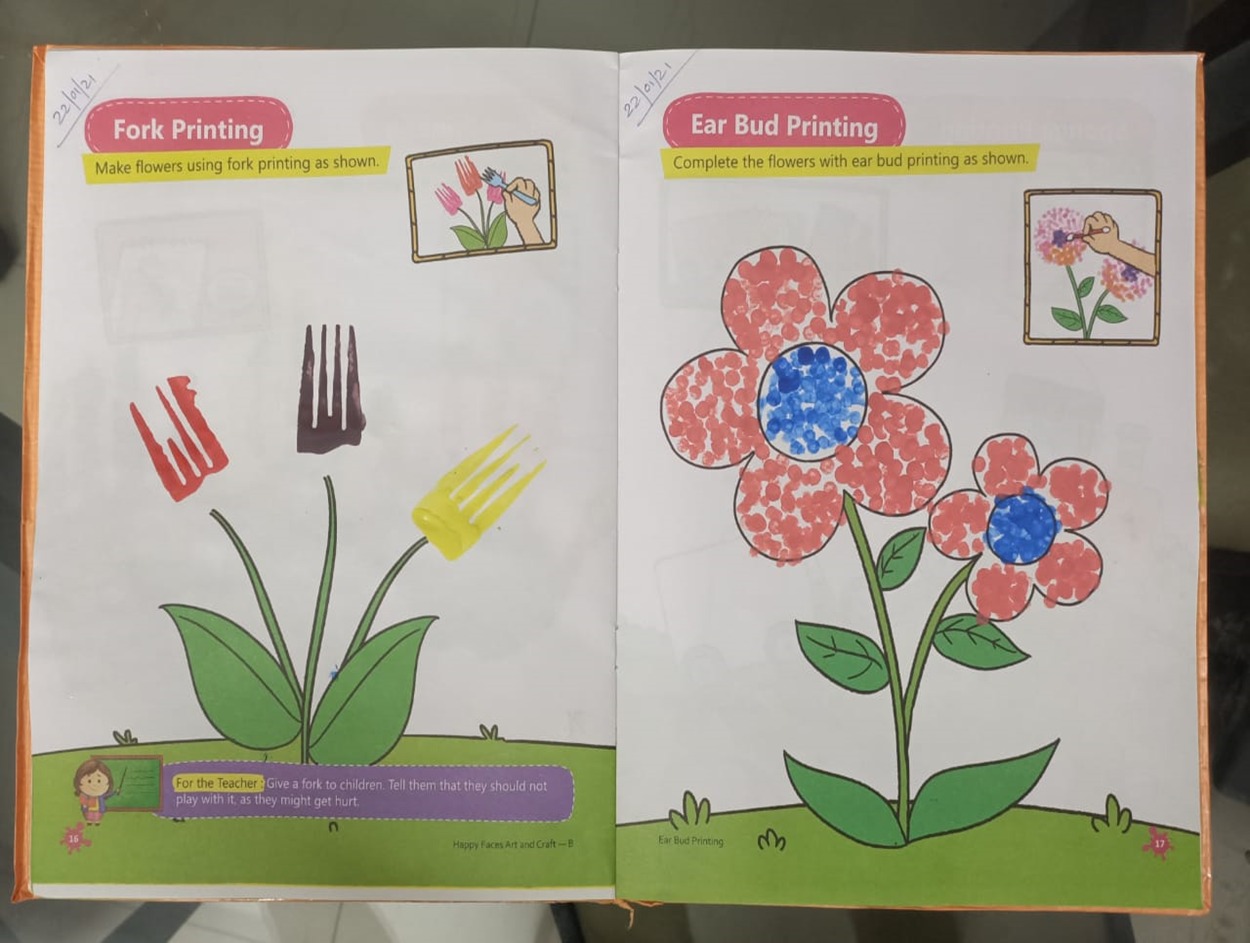 22/01/21
Fork Printing
Make flowers using fork printing as shown.
For the Teacher : Give a fork to children. Tell them that they should not
play with it, as they might get hurt.
16
Happy Faces Art and Craft — B
22/01/21
Ear Bud Printing
Complete the flowers with ear bud printing as shown.
Ear Bud Printing
17